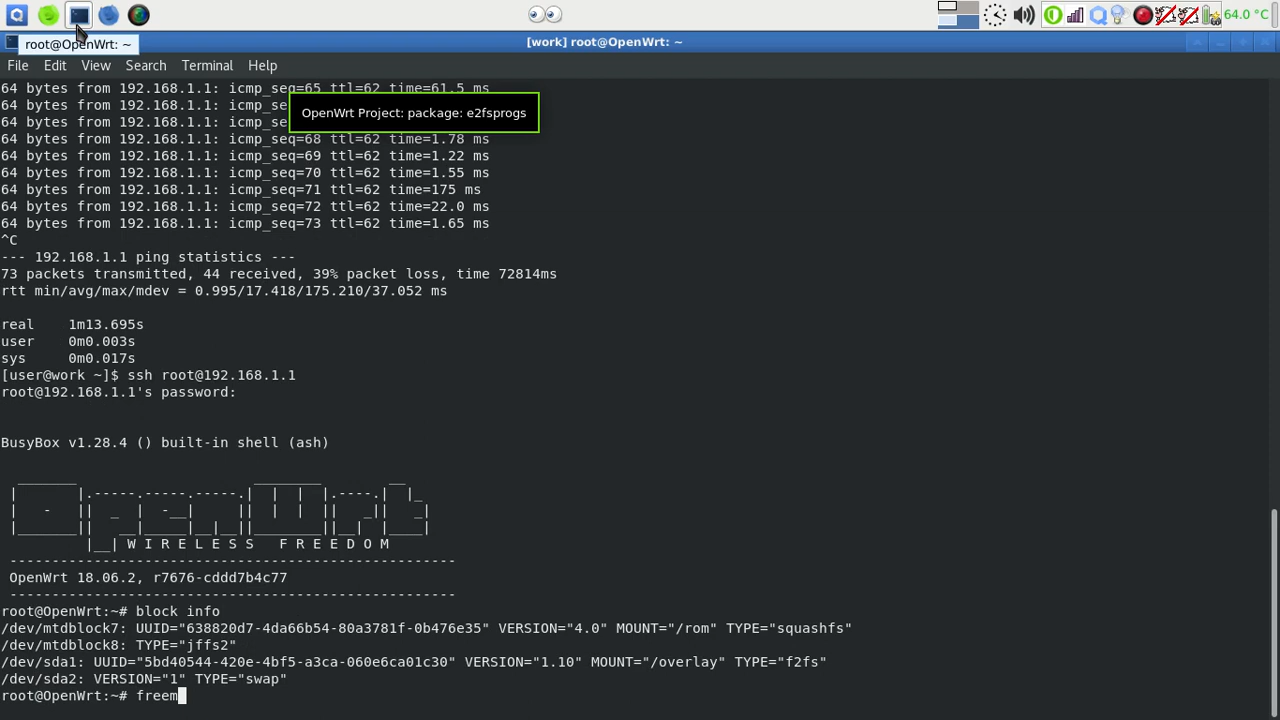 64.0 °C
root@OpenWrt: ~
[work] root@OpenWrt: ~
File Edit View Search Terminal Help
64 bytes from 192.168.1.1: icmp_seq=65 ttl=62 time=61.5 ms
64 bytes from 192.168.1.1: icmp_se
OpenWrt Project: package: e2fsprogs
64 bytes from 192.168.1.1: icmp_se
64 bytes from 192.168.1.1: icmp_seq=68 ttl=62 time=1.78 ms
64 bytes from 192.168.1.1: icmp_seq=69 ttl=62 time=1.22 ms
64 bytes from 192.168.1.1: icmp_seq=70 ttl=62 time=1.55 ms
64 bytes from 192.168.1.1: icmp_seq=71 ttl=62 time=175 ms
64 bytes from 192.168.1.1: icmp_seq=72 ttl=62 time=22.0 ms
64 bytes from 192.168.1.1: icmp_seq=73 ttl=62 time=1.65 ms
^C
--- 192.168.1.1 ping statistics ---
73 packets transmitted, 44 received, 39% packet loss, time 72814ms
rtt min/avg/max/mdev = 0.995/17.418/175.210/37.052 ms
real 1m13.695s
user 0m0.003s
sys 0m0.017s
[user@work ~]$ ssh root@192.168.1.1
root@192.168.1.1's password:
BusyBox v1.28.4 () built-in shell (ash)
OpenWrt
W I R E L E S S F R E E D O M
-----------------------------------------------------
OpenWrt 18.06.2, r7676-cddd7b4c77
-----------------------------------------------------
root@OpenWrt:~# block info
/dev/mtdblock7: UUID="638820d7-4da66b54-80a3781f-0b476e35" VERSION="4.0" MOUNT="/rom" TYPE="squashfs"
/dev/mtdblock8: TYPE="jffs2"
/dev/sda1: UUID="5bd40544-420e-4bf5-a3ca-060e6ca01c30" VERSION="1.10" MOUNT="/overlay" TYPE="f2fs"
/dev/sda2: VERSION="1" TYPE="swap"
root@OpenWrt:~# freem